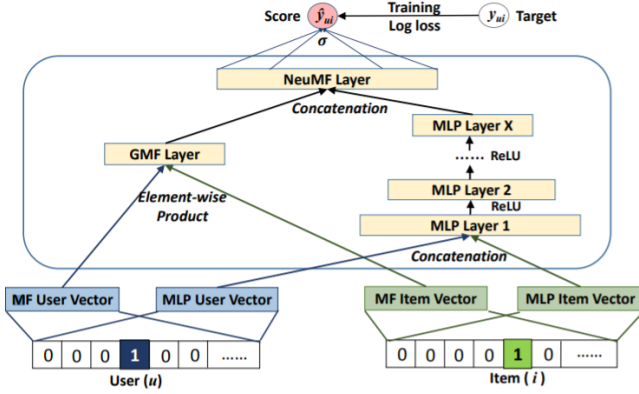 Score ŷui Training Log loss yui Target
σ
NeuMF Layer
Concatenation
MLP Layer X
...... ReLU
GMF Layer
MLP Layer 2
Element-wise
Product
ReLU
MLP Layer 1
Concatenation
MF User Vector MLP User Vector MF Item Vector MLP Item Vector
0 0 0 1 0 0 ...... 0 0 0 0 1 0 ......
User (u) Item ( i )